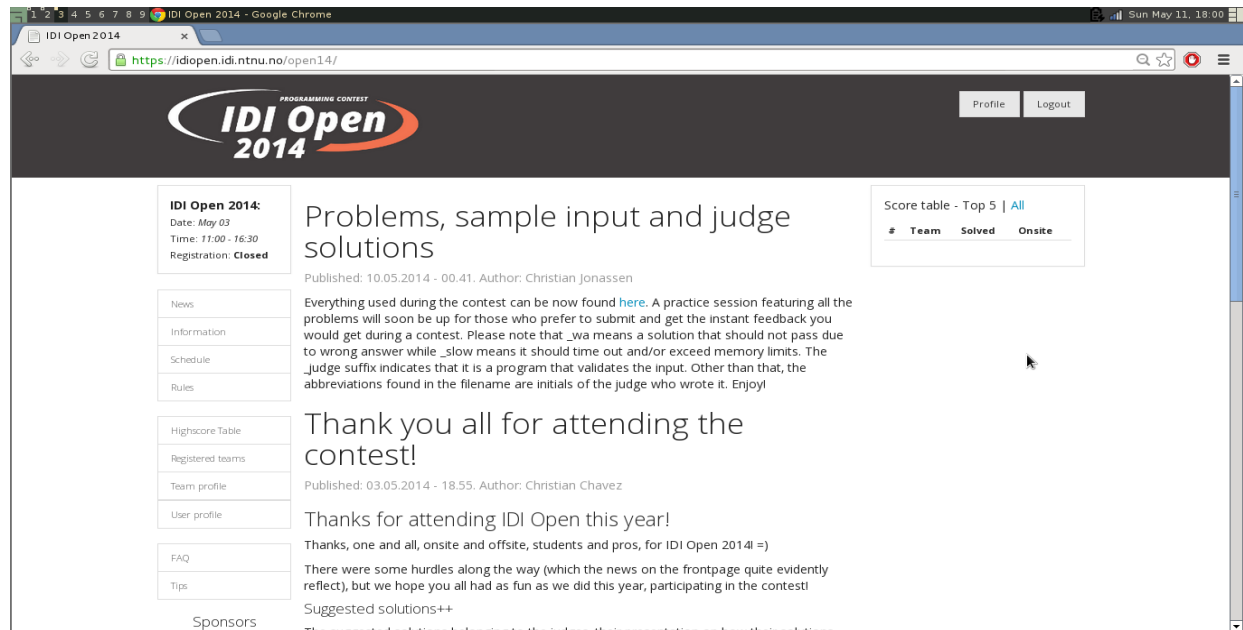 1 2 3 4 5 6 7 8 9 IDI Open 2014 - Google Chrome
Sun May 11, 18:00
IDI Open 2014 ×
https://idiopen.idi.ntnu.no/open14/
PROGRAMMING CONTEST
IDI Open
2014
Profile
Logout
IDI Open 2014:
Date: May 03
Time: 11:00 - 16:30
Registration: Closed
News
Information
Schedule
Rules
Highscore Table
Registered teams
Team profile
User profile
FAQ
Tips
Sponsors
Problems, sample input and judge
solutions
Published: 10.05.2014 - 00.41. Author: Christian Jonassen
Everything used during the contest can be now found here. A practice session featuring all the
problems will soon be up for those who prefer to submit and get the instant feedback you
would get during a contest. Please note that _wa means a solution that should not pass due
to wrong answer while _slow means it should time out and/or exceed memory limits. The
_judge suffix indicates that it is a program that validates the input. Other than that, the
abbreviations found in the filename are initials of the judge who wrote it. Enjoy!
Thank you all for attending the
contest!
Published: 03.05.2014 - 18.55. Author: Christian Chavez
Thanks for attending IDI Open this year!
Thanks, one and all, onsite and offsite, students and pros, for IDI Open 2014! =)
There were some hurdles along the way (which the news on the frontpage quite evidently
reflect), but we hope you all had as fun as we did this year, participating in the contest!
Suggested solutions++
Score table - Top 5 | All
# Team Solved Onsite